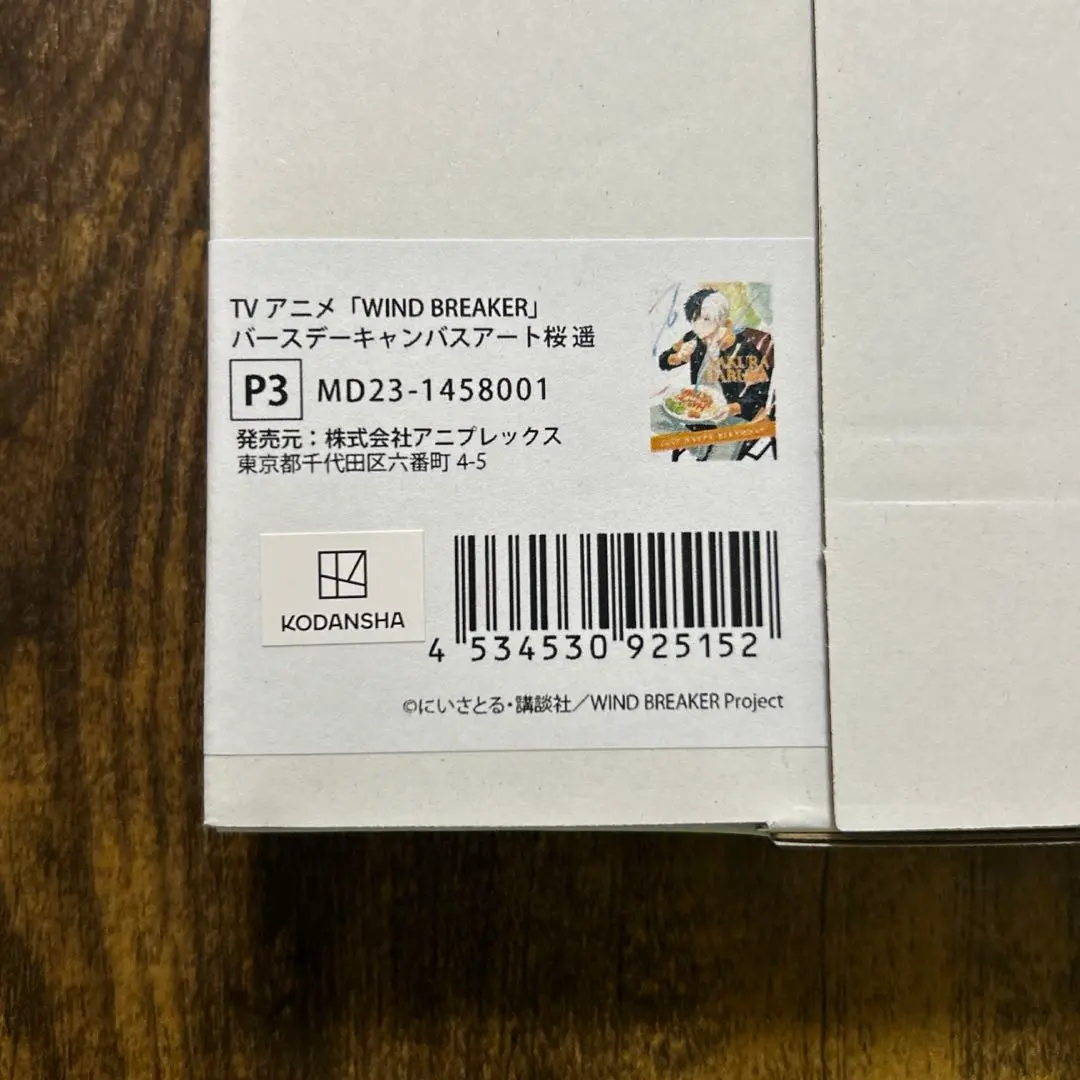 TV アニメ「WIND BREAKER」
バースデーキャンバスアート桜 遥
P3 MD23-1458001
発売元：株式会社アニプレックス
東京都千代田区六番町 4-5
SAKURA
HARUKA
KODANSHA
4 534530 925152
©にいさとる・講談社／WIND BREAKER Project